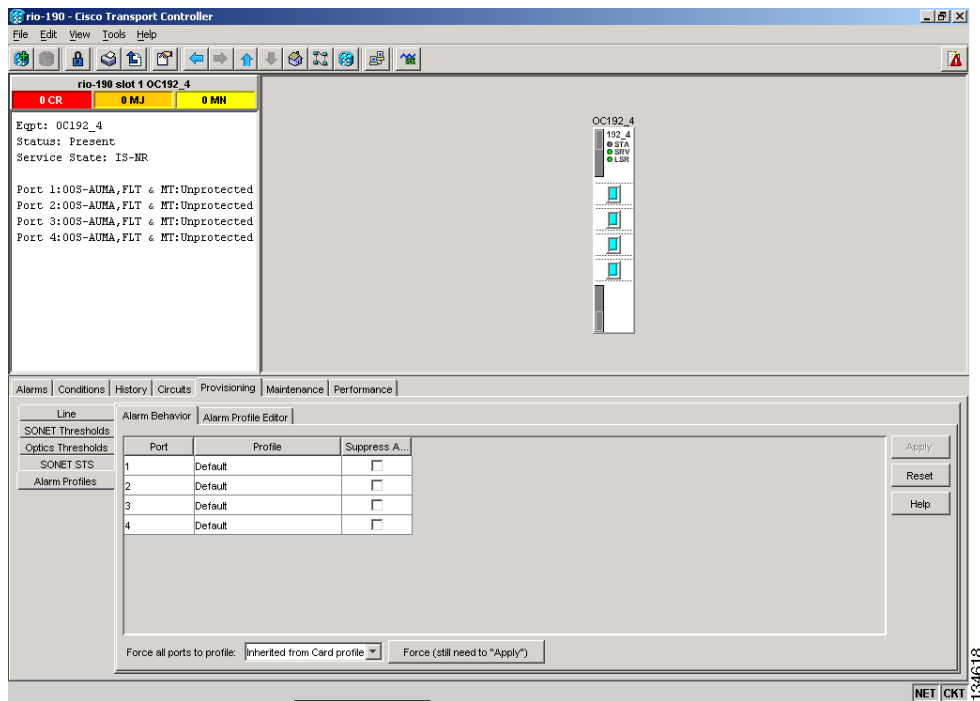 rio-190 - Cisco Transport Controller
File Edit View Tools Help
rio-190 slot 1 OC192_4
0 CR 0 MJ 0 MN
Eqpt: OC192_4
Status: Present
Service State: IS-NR
Port 1:OOS-AUMA,FLT & MT:Unprotected
Port 2:OOS-AUMA,FLT & MT:Unprotected
Port 3:OOS-AUMA,FLT & MT:Unprotected
Port 4:OOS-AUMA,FLT & MT:Unprotected
OC192_4
192_4
STA
SRV
LSR
Alarms Conditions History Circuits Provisioning Maintenance Performance
Line
SONET Thresholds
Optics Thresholds
SONET STS
Alarm Profiles
Alarm Behavior Alarm Profile Editor
Port Profile Suppress A...
1 Default
2 Default
3 Default
4 Default
Apply
Reset
Help
Force all ports to profile: Inherited from Card profile Force (still need to "Apply")
NET CKT
134618